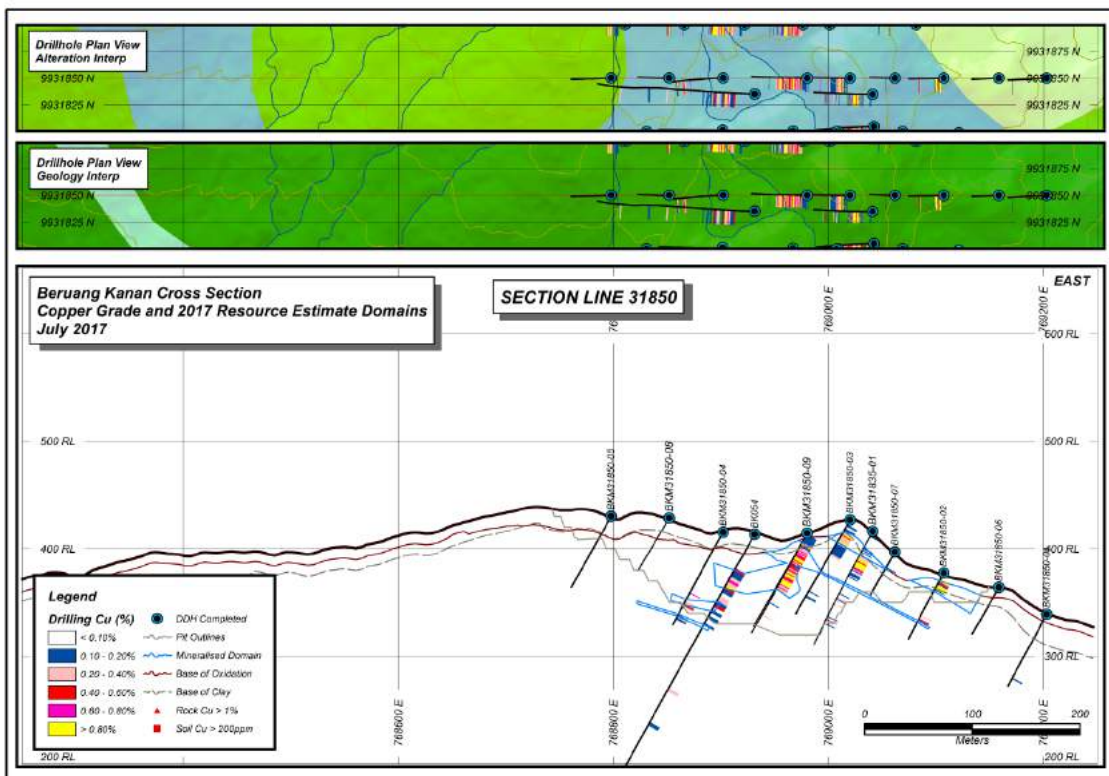 Drillhole Plan View
Alteration Interp
9931875 N
9931850 N
9931850 N
9931825 N
9931825 N
Drillhole Plan View
Geology Interp
9931875 N
9931850 N
9931850 N
9931825 N
9931825 N
Beruang Kanan Cross Section
Copper Grade and 2017 Resource Estimate Domains
July 2017
SECTION LINE 31850
EAST
769000 E
769200 E
600 RL
600 RL
500 RL
500 RL
400 RL
400 RL
300 RL
200 RL
200 RL
BKM31850-05
BKM31850-08
BKM31850-04
BK054
BKM31850-09
BKM31850-03
BKM31835-01
BKM31850-07
BKM31850-02
BKM31850-06
Legend
Drilling Cu (%)
< 0.10%
0.10 - 0.20%
0.20 - 0.40%
0.40 - 0.60%
0.60 - 0.80%
> 0.80%
DDH Completed
Pit Outlines
Mineralised Domain
Base of Oxidation
Base of Clay
Rock Cu > 1%
Soil Cu > 200ppm
768600 E
768800 E
769000 E
0 100 200
Meters